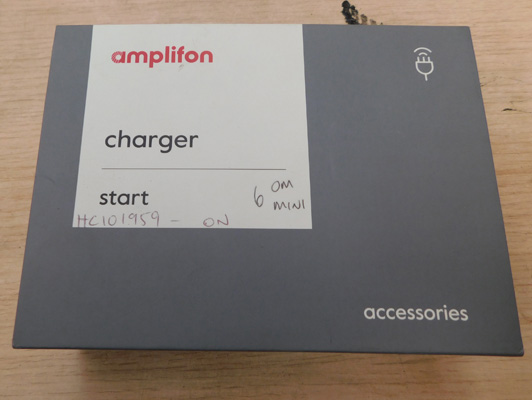 amplifon
charger
start
6 OM
MINI
HC101959 - ON
accessories